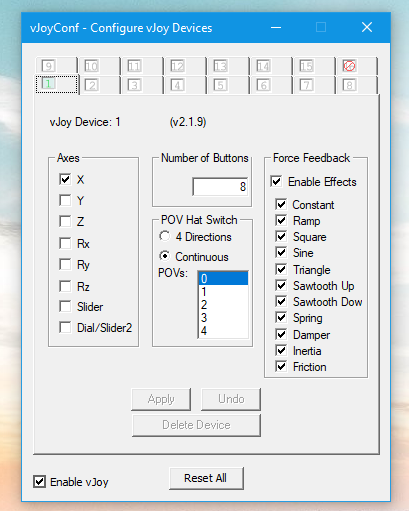 vJoyConf - Configure vJoy Devices
9 10 11 12 13 14 15
1 2 3 4 5 6 7 8
vJoy Device: 1 (v2.1.9)
Axes
X
Y
Z
Rx
Ry
Rz
Slider
Dial/Slider2
Number of Buttons
8
POV Hat Switch
4 Directions
Continuous
POVs:
0
1
2
3
4
Force Feedback
Enable Effects
Constant
Ramp
Square
Sine
Triangle
Sawtooth Up
Sawtooth Dow
Spring
Damper
Inertia
Friction
Apply Undo
Delete Device
Enable vJoy Reset All